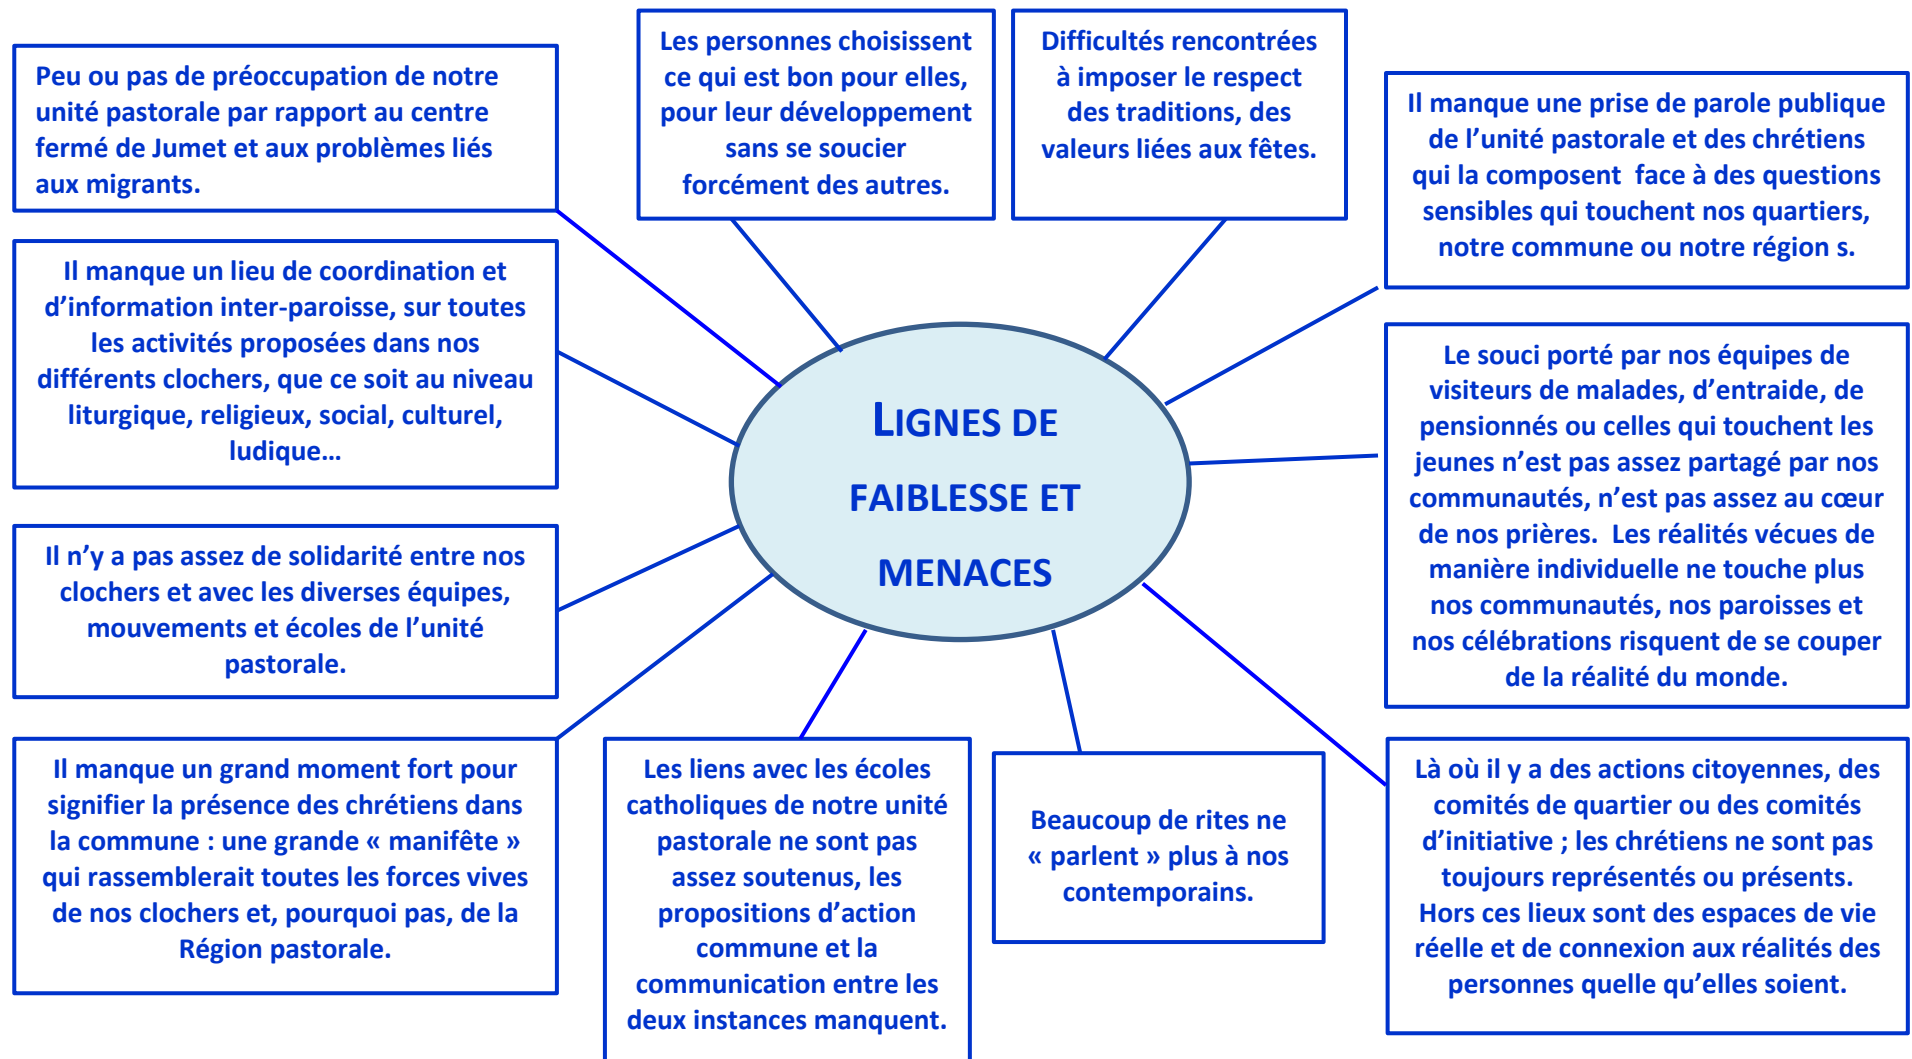 Peu ou pas de préoccupation de notre
unité pastorale par rapport au centre
fermé de Jumet et aux problèmes liés
aux migrants.
Les personnes choisissent
ce qui est bon pour elles,
pour leur développement
sans se soucier
forcément des autres.
Difficultés rencontrées
à imposer le respect
des traditions, des
valeurs liées aux fêtes.
Il manque une prise de parole publique
de l’unité pastorale et des chrétiens
qui la composent  face à des questions
sensibles qui touchent nos quartiers,
notre commune ou notre région s.
Il manque un lieu de coordination et
d’information inter-paroisse, sur toutes
les activités proposées dans nos
différents clochers, que ce soit au niveau
liturgique, religieux, social, culturel,
ludique…
LIGNES DE
FAIBLESSE ET
MENACES
Le souci porté par nos équipes de
visiteurs de malades, d’entraide, de
pensionnés ou celles qui touchent les
jeunes n’est pas assez partagé par nos
communautés, n’est pas assez au cœur
de nos prières.  Les réalités vécues de
manière individuelle ne touche plus
nos communautés, nos paroisses et
nos célébrations risquent de se couper
de la réalité du monde.
Il n’y a pas assez de solidarité entre nos
clochers et avec les diverses équipes,
mouvements et écoles de l’unité
pastorale.
Il manque un grand moment fort pour
signifier la présence des chrétiens dans
la commune : une grande « manifête »
qui rassemblerait toutes les forces vives
de nos clochers et, pourquoi pas, de la
Région pastorale.
Les liens avec les écoles
catholiques de notre unité
pastorale ne sont pas
assez soutenus, les
propositions d’action
commune et la
communication entre les
deux instances manquent.
Beaucoup de rites ne
« parlent » plus à nos
contemporains.
Là où il y a des actions citoyennes, des
comités de quartier ou des comités
d’initiative ; les chrétiens ne sont pas
toujours représentés ou présents.
Hors ces lieux sont des espaces de vie
réelle et de connexion aux réalités des
personnes quelle qu’elles soient.